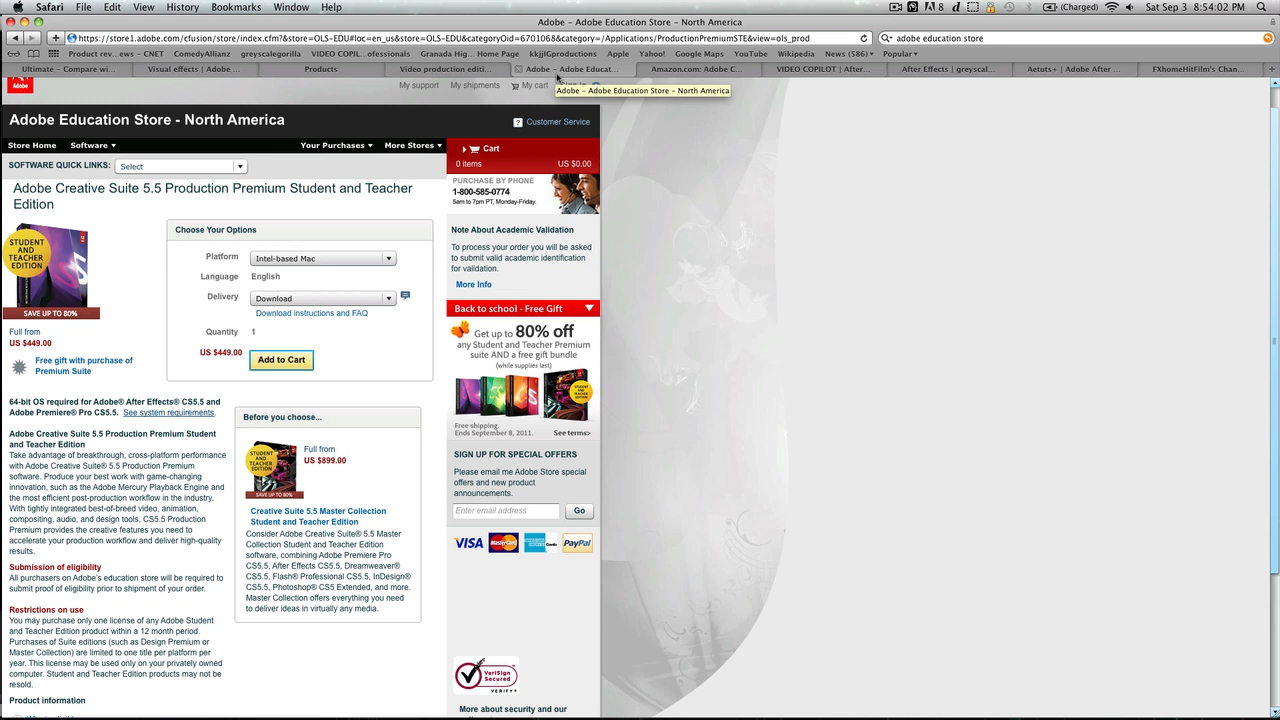 Safari File Edit View History Bookmarks Window Help
8 (Charged) Sat Sep 3 8:54:02 PM
Adobe – Adobe Education Store – North America
https://store1.adobe.com/cfusion/store/index.cfm?&store=OLS-EDU#loc=en_us&store=OLS-EDU&categoryOid=6701068&category=/Applications/ProductionPremiumSTE&view=ols_prod
adobe education store
Product rev... – CNET ComedyAlliance greyscalegorilla VIDEO COPIL...ofessionals Granada Hig... Home Page kkjjlGproductions Apple Yahoo! Google Maps YouTube Wikipedia News (586) Popular
Ultimate – Compare wi... Visual effects | Adobe ... Products Video production editi... Adobe – Adobe Educat... Amazon.com: Adobe C... VIDEO COPILOT | After... After Effects | greyscal... Aetuts+ | Adobe After ... FXhomeHitFilm's Chan...
Adobe – Adobe Education Store – North America
Adobe
My support My shipments My cart
Adobe Education Store - North America
Customer Service
Store Home Software Your Purchases More Stores
SOFTWARE QUICK LINKS: Select
Adobe Creative Suite 5.5 Production Premium Student and Teacher
Edition
STUDENT
AND
TEACHER
EDITION
SAVE UP TO 80%
Full from
US $449.00
Free gift with purchase of
Premium Suite
Choose Your Options
Platform Intel-based Mac
Language English
Delivery Download
Download instructions and FAQ
Quantity 1
US $449.00 Add to Cart
64-bit OS required for Adobe® After Effects® CS5.5 and
Adobe Premiere® Pro CS5.5. See system requirements.
Adobe Creative Suite 5.5 Production Premium Student
and Teacher Edition
Take advantage of breakthrough, cross-platform performance
with Adobe Creative Suite® 5.5 Production Premium
software. Produce your best work with game-changing
innovation, such as the Adobe Mercury Playback Engine and
the most efficient post-production workflow in the industry.
With tightly integrated best-of-breed video, animation,
compositing, audio, and design tools, CS5.5 Production
Premium provides the creative features you need to
accelerate your production workflow and deliver high-quality
results.
Submission of eligibility
All purchasers on Adobe's education store will be required to
submit proof of eligibility prior to shipment of your order.
Restrictions on use
You may purchase only one license of any Adobe Student
and Teacher Edition product within a 12 month period.
Purchases of Suite editions (such as Design Premium or
Master Collection) are limited to one title per platform per
year. This license may be used only on your privately owned
computer. Student and Teacher Edition products may not be
resold.
Product information
Before you choose...
STUDENT
AND
TEACHER
EDITION
SAVE UP TO 80%
Full from
US $899.00
Creative Suite 5.5 Master Collection
Student and Teacher Edition
Consider Adobe Creative Suite® 5.5 Master
Collection Student and Teacher Edition
software, combining Adobe Premiere Pro
CS5.5, After Effects CS5.5, Dreamweaver®
CS5.5, Flash® Professional CS5.5, InDesign®
CS5.5, Photoshop® CS5 Extended, and more.
Master Collection offers everything you need
to deliver ideas in virtually any media.
Cart
0 items US $0.00
PURCHASE BY PHONE
1-800-585-0774
5am to 7pm PT, Monday-Friday.
Note About Academic Validation
To process your order you will be asked
to submit valid academic identification
for validation.
More Info
Back to school - Free Gift
Get up to 80% off
any Student and Teacher Premium
suite AND a free gift bundle
(while supplies last)
Free shipping.
Ends September 8, 2011. See terms>
SIGN UP FOR SPECIAL OFFERS
Please email me Adobe Store special
offers and new product
announcements.
Enter email address Go
VISA MasterCard PayPal
VeriSign
Secured
VERIFY
More about security and our